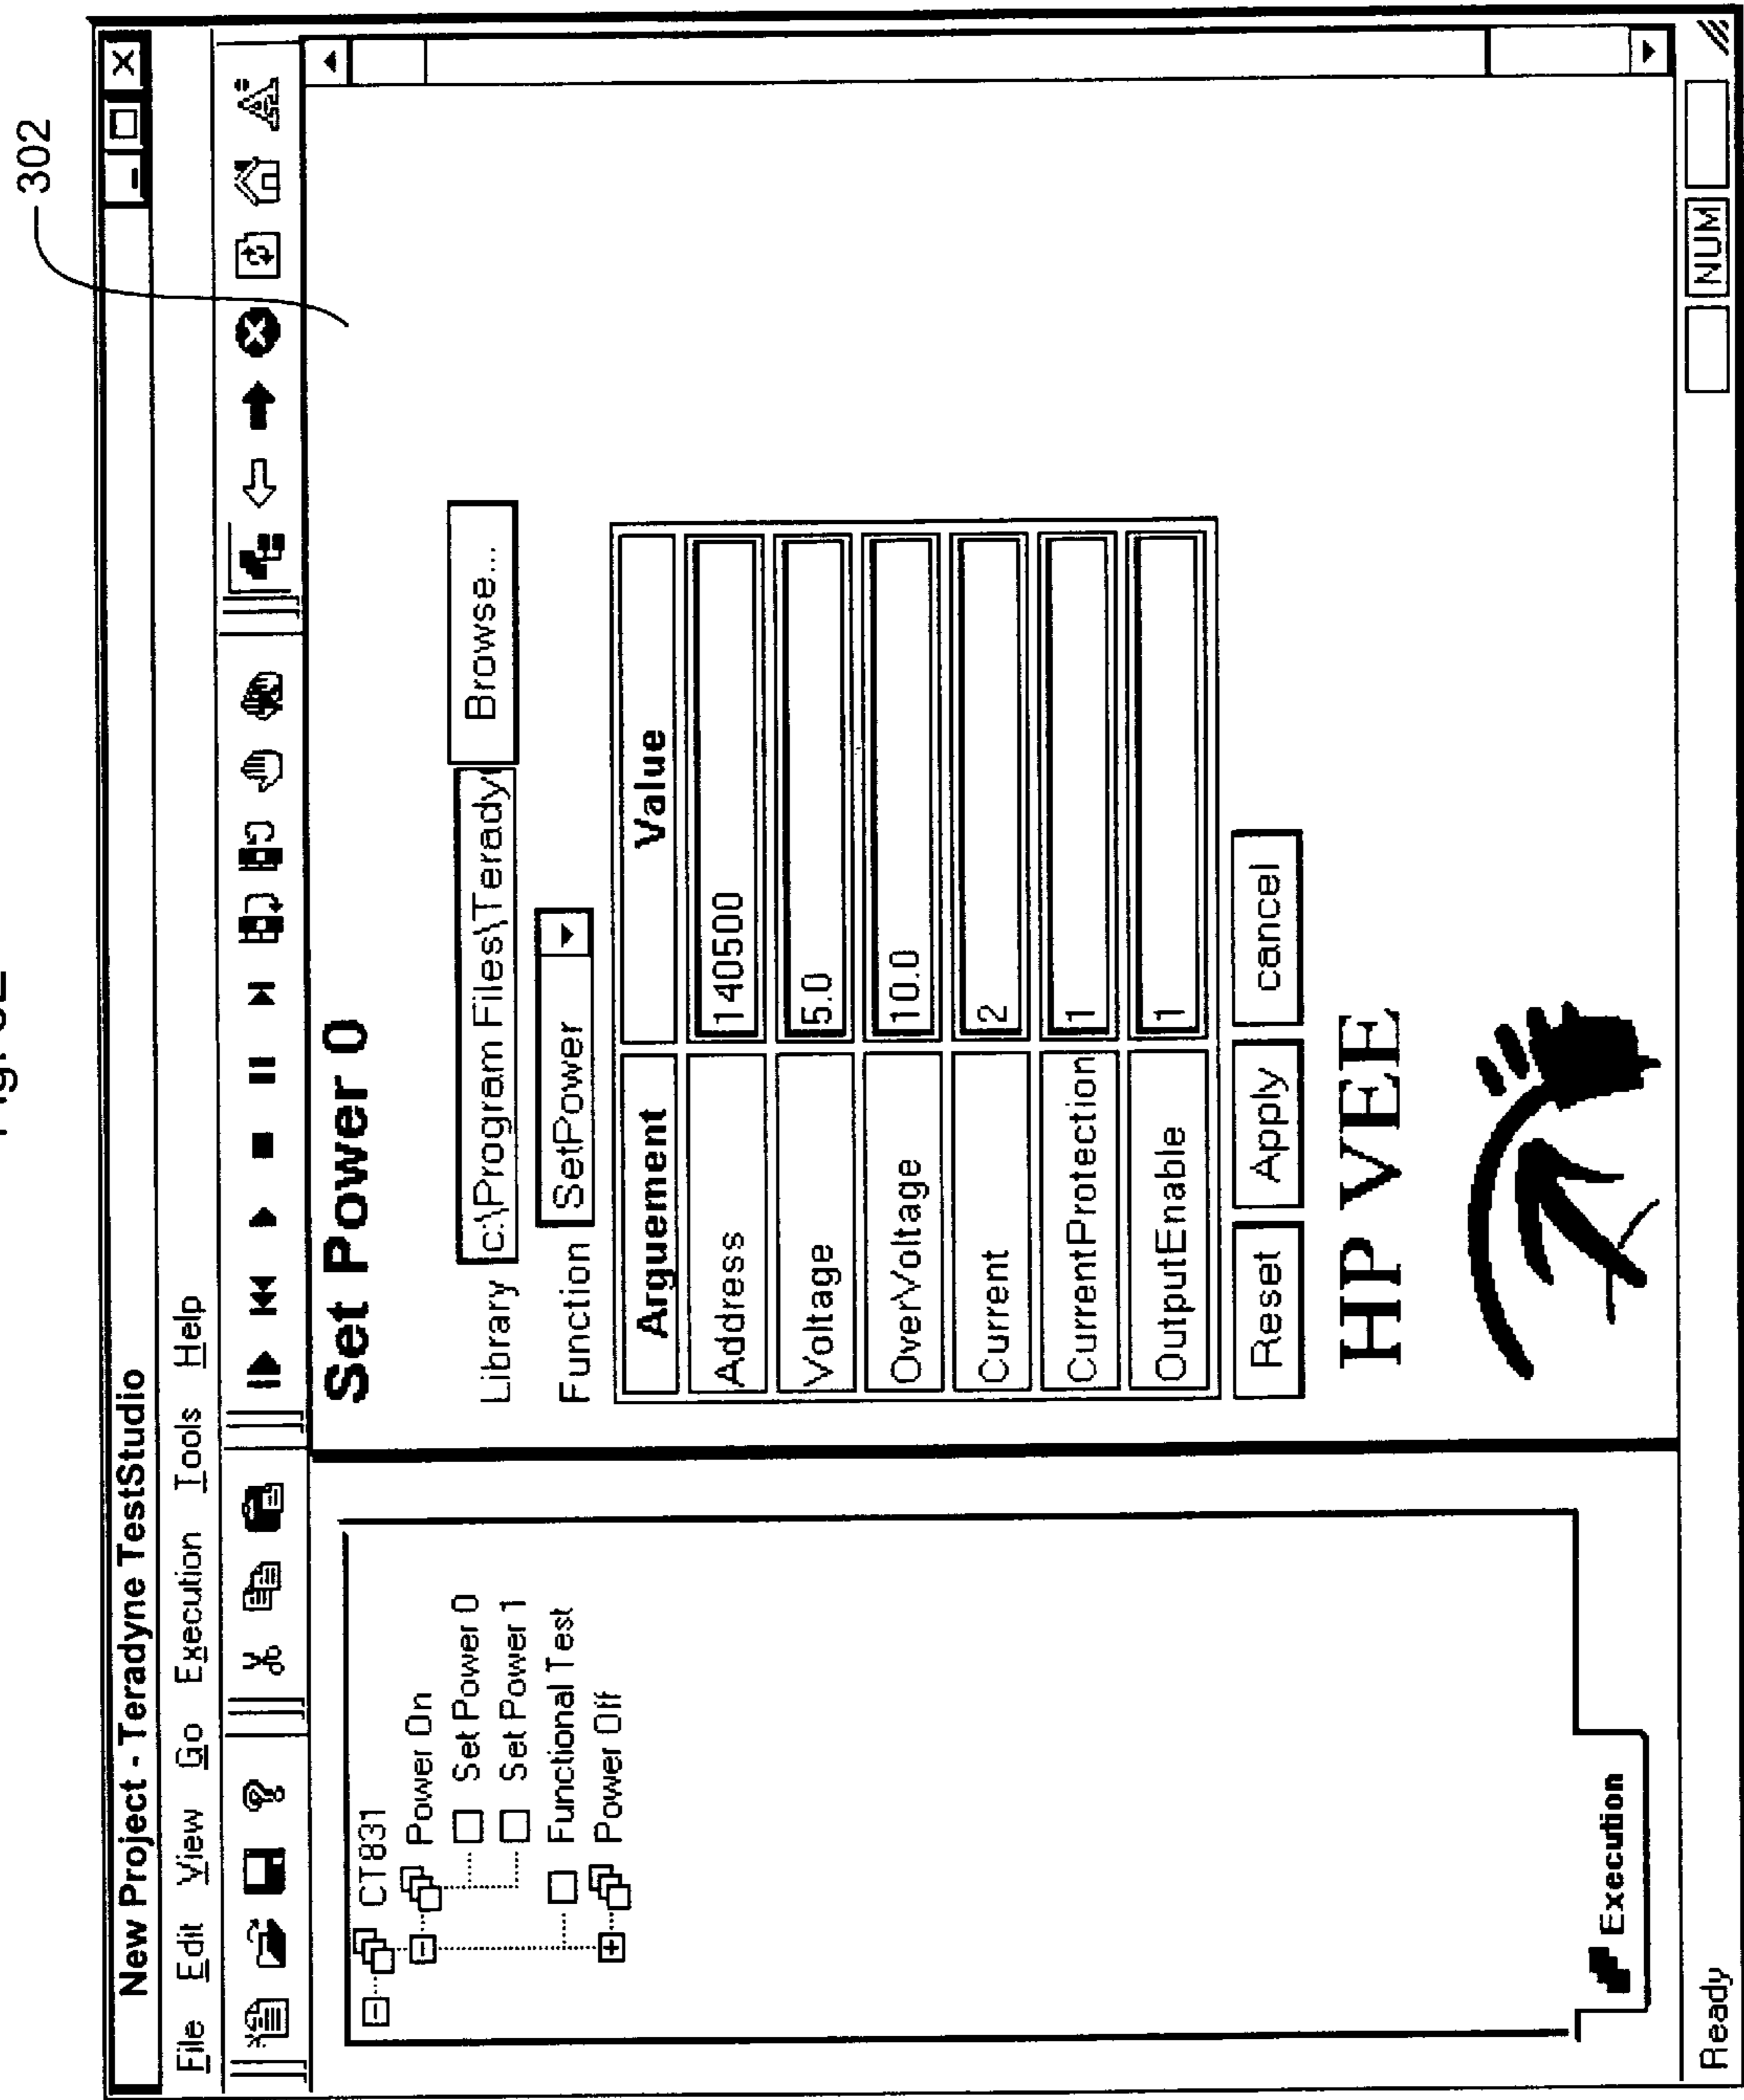 302
New Project - Teradyne TestStudio
File Edit View Go Execution Tools Help
CT831
Power On
Set Power 0
Set Power 1
Functional Test
Power Off
Execution
Set Power 0
Library c:\Program Files\Terady Browse...
Function SetPower
Arguement Value
Address 140500
Voltage 5.0
OverVoltage 10.0
Current 2
CurrentProtection 1
OutputEnable 1
Reset Apply cancel
HP VEE
Ready NUM